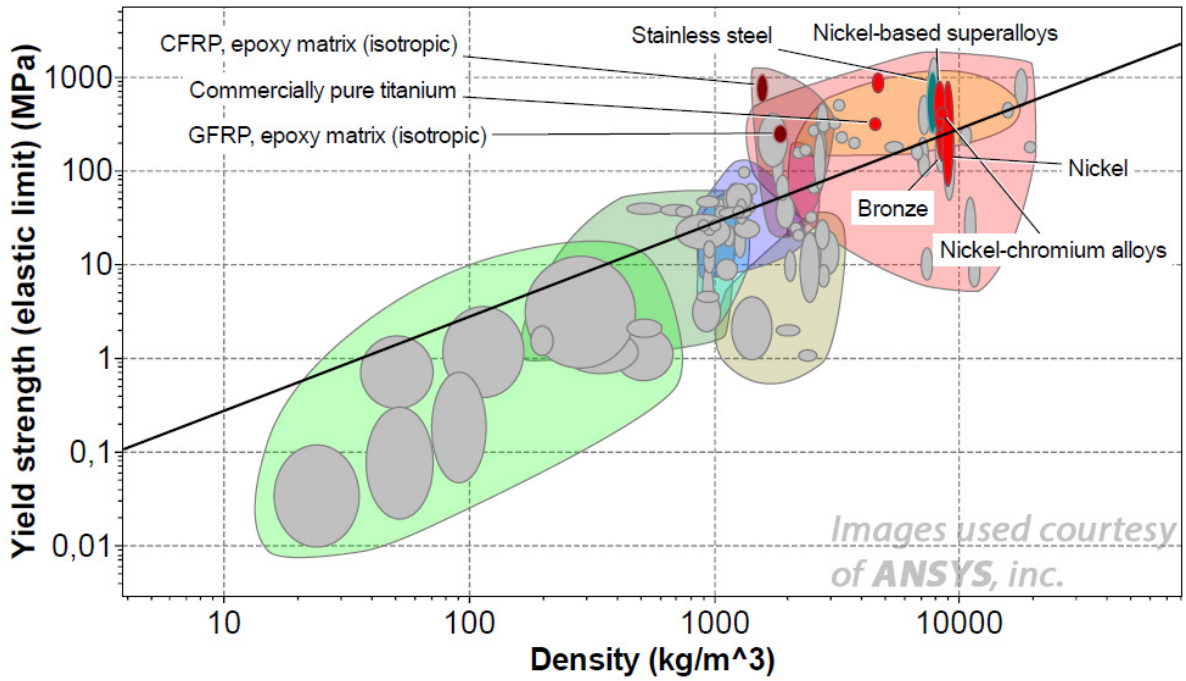 Yield strength (elastic limit) (MPa)
1000
100
10
1
0,1
0,01
CFRP, epoxy matrix (isotropic)
Commercially pure titanium
GFRP, epoxy matrix (isotropic)
Stainless steel
Nickel-based superalloys
Nickel
Bronze
Nickel-chromium alloys
Images used courtesy
of ANSYS, inc.
10
100
1000
10000
Density (kg/m^3)